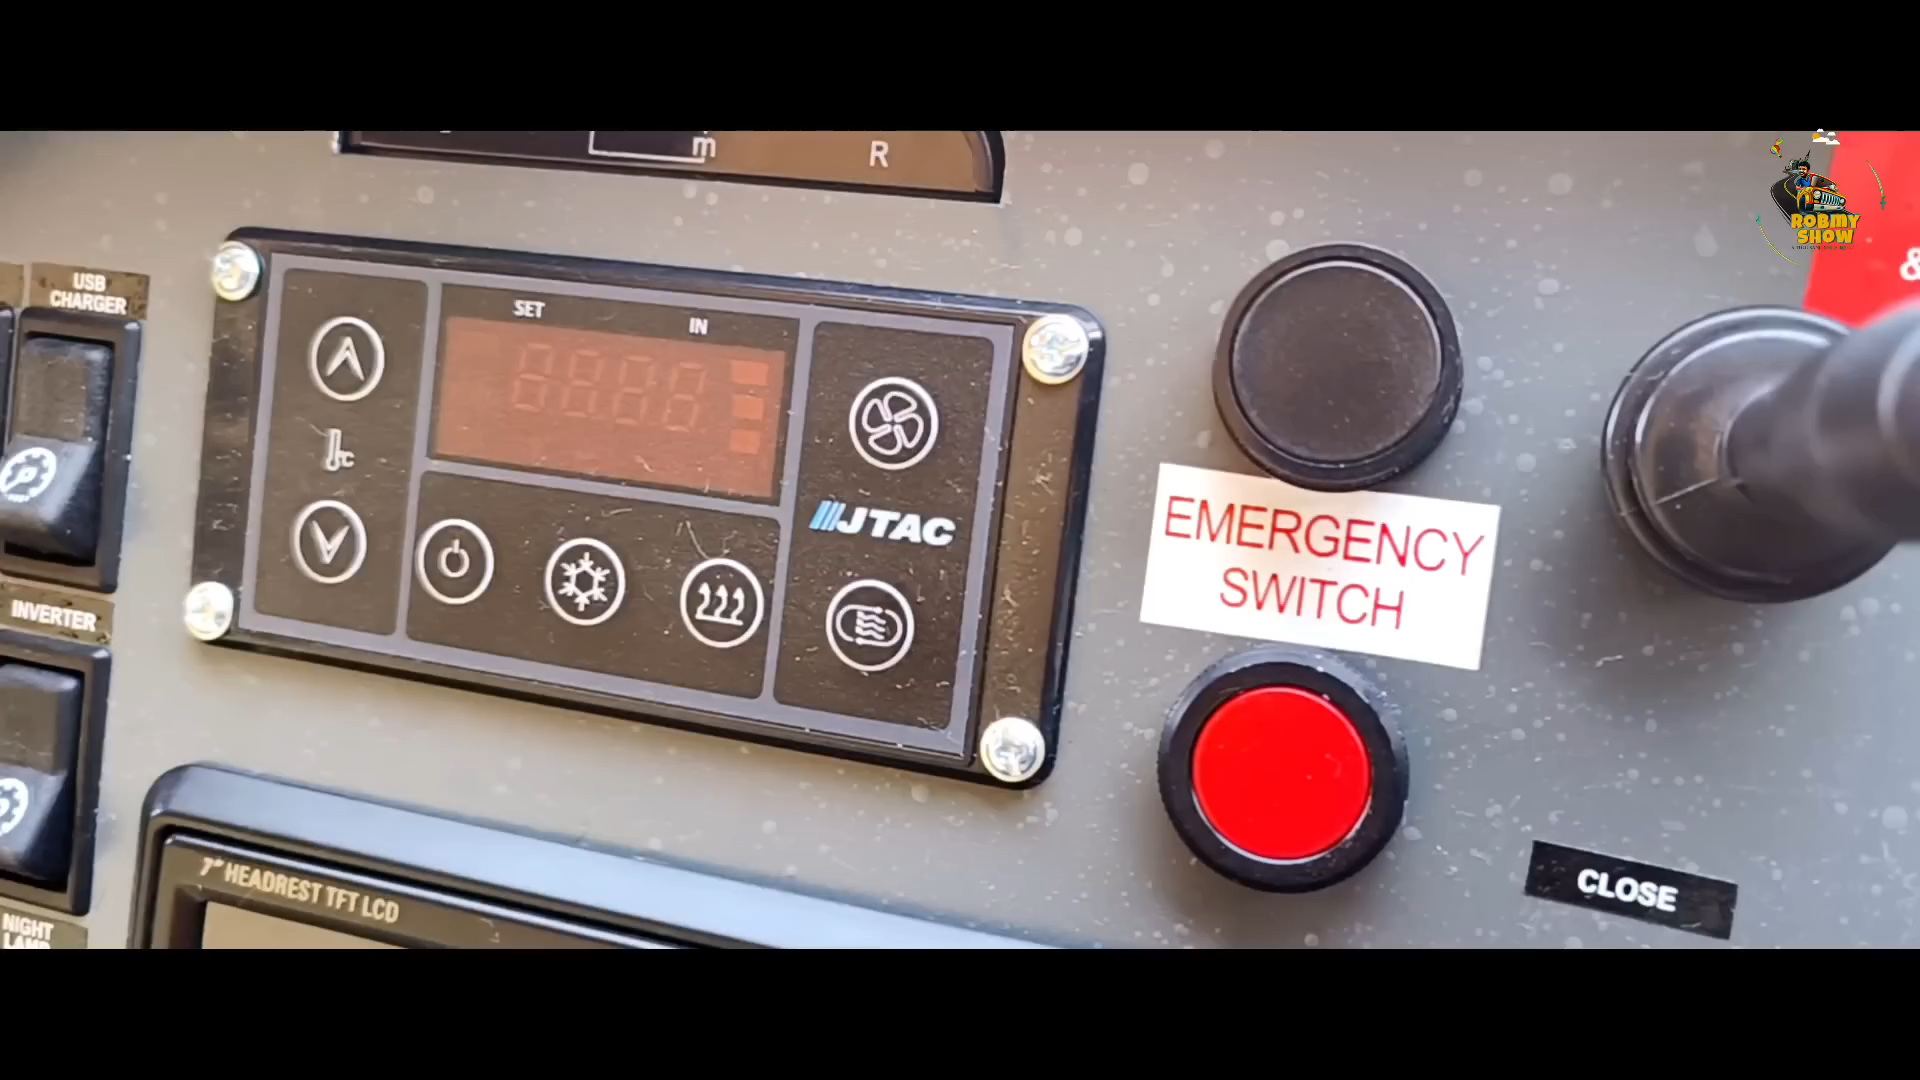 m
R
ROBMY
SHOW
&
USB
CHARGER
SET
IN
°C
JTAC
EMERGENCY
SWITCH
INVERTER
7" HEADREST TFT LCD
CLOSE
NIGHT
LAMP